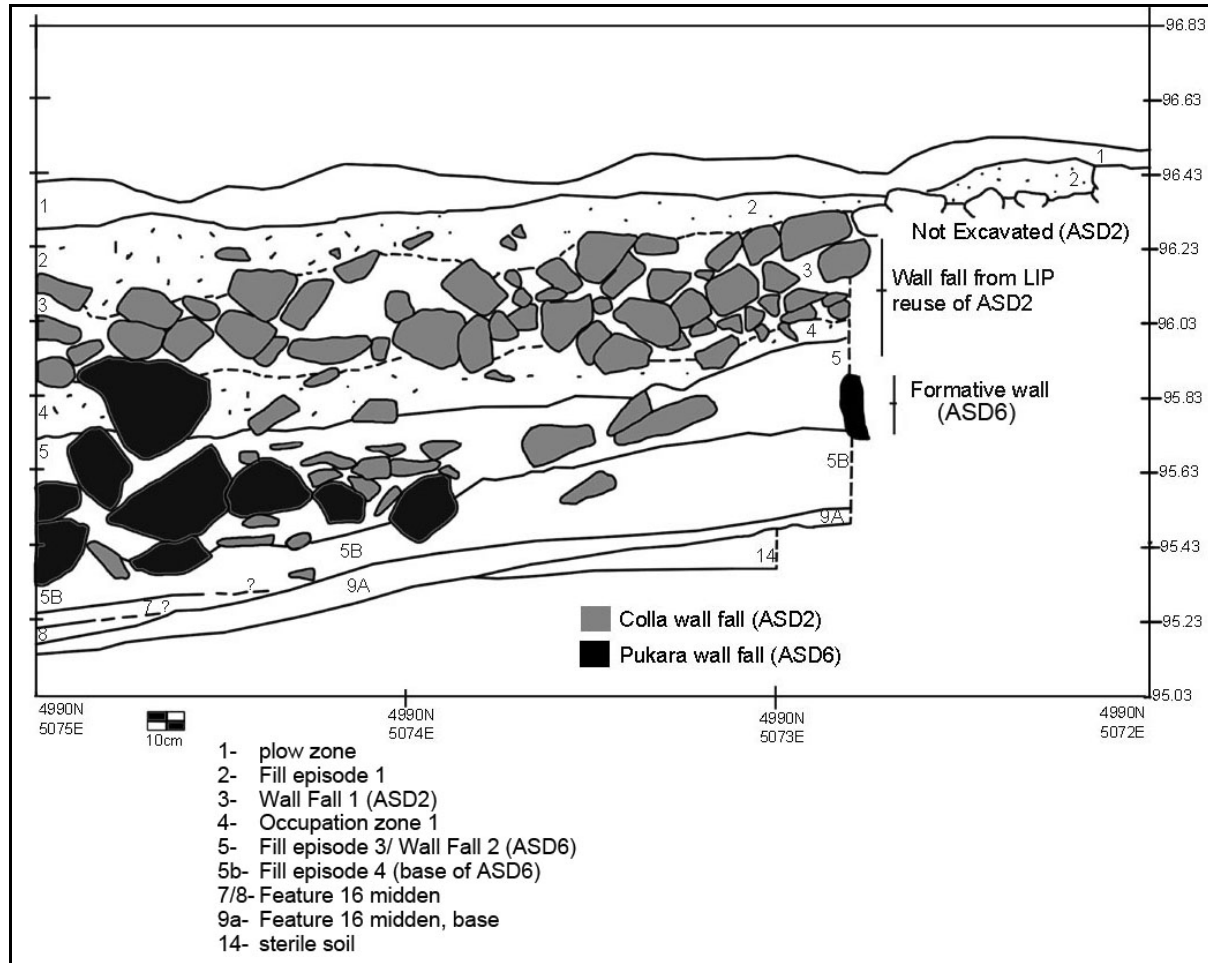 96.83
96.63
1
96.43
2
1
2
Not Excavated (ASD2)
96.23
2
3
Wall fall from LIP
reuse of ASD2
3
96.03
4
5
Formative wall
(ASD6)
95.83
4
5
95.63
5B
9A
95.43
5B
14
9A
5B
?
7 ?
8
95.23
Colla wall fall (ASD2)
Pukara wall fall (ASD6)
95.03
4990N
5075E
4990N
5074E
4990N
5073E
4990N
5072E
10cm
1- plow zone
2- Fill episode 1
3- Wall Fall 1 (ASD2)
4- Occupation zone 1
5- Fill episode 3/ Wall Fall 2 (ASD6)
5b- Fill episode 4 (base of ASD6)
7/8- Feature 16 midden
9a- Feature 16 midden, base
14- sterile soil